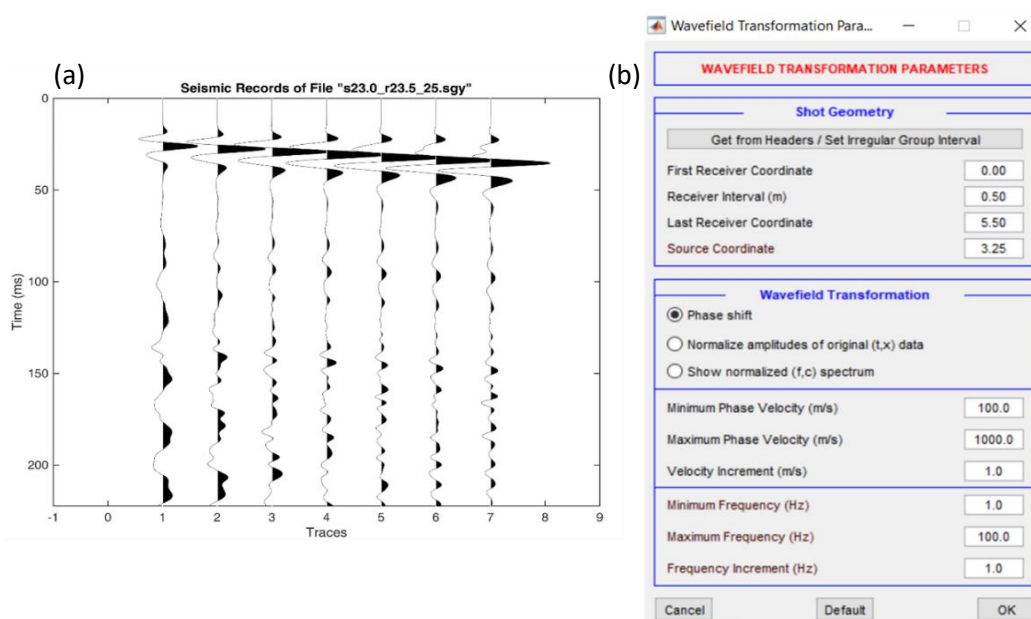 (a)
Seismic Records of File "s23.0_r23.5_25.sgy"
0
50
100
150
200
Time (ms)
-1 0 1 2 3 4 5 6 7 8 9
Traces
(b)
Wavefield Transformation Para...
WAVEFIELD TRANSFORMATION PARAMETERS
Shot Geometry
Get from Headers / Set Irregular Group Interval
First Receiver Coordinate 0.00
Receiver Interval (m) 0.50
Last Receiver Coordinate 5.50
Source Coordinate 3.25
Wavefield Transformation
Phase shift
Normalize amplitudes of original (t,x) data
Show normalized (f,c) spectrum
Minimum Phase Velocity (m/s) 100.0
Maximum Phase Velocity (m/s) 1000.0
Velocity Increment (m/s) 1.0
Minimum Frequency (Hz) 1.0
Maximum Frequency (Hz) 100.0
Frequency Increment (Hz) 1.0
Cancel Default OK